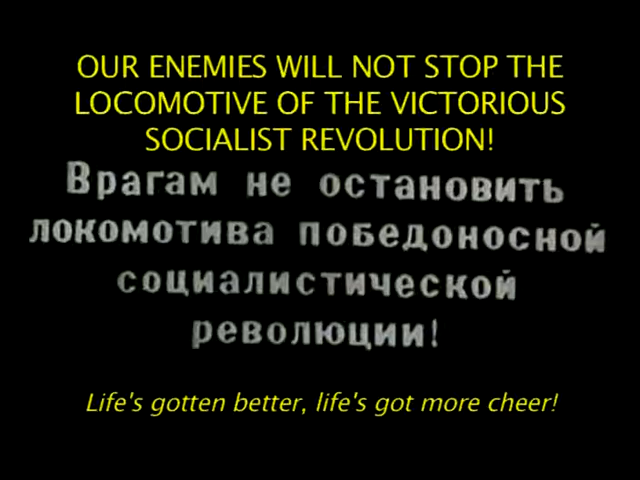 OUR ENEMIES WILL NOT STOP THE
LOCOMOTIVE OF THE VICTORIOUS
SOCIALIST REVOLUTION!
Врагам не остановить
локомотива победоносной
социалистической
революции!
Life's gotten better, life's got more cheer!